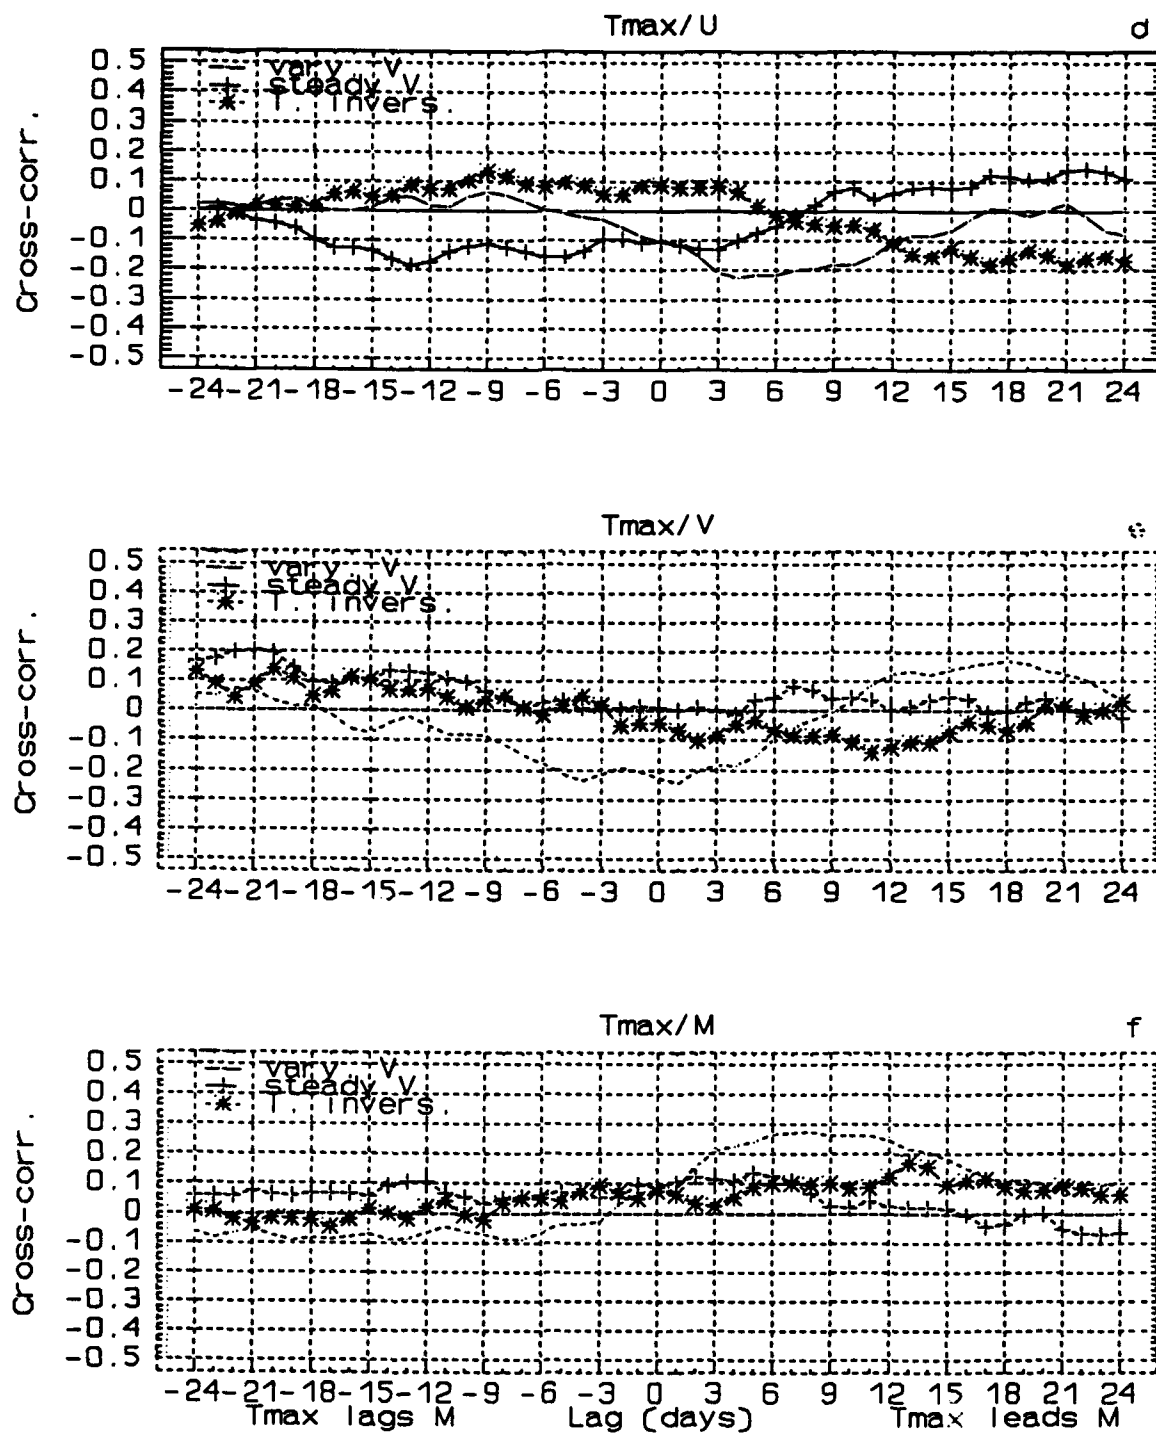 Tmax/U d
0.5
0.4
0.3
0.2
0.1
0
-0.1
-0.2
-0.3
-0.4
-0.5
Cross-corr.
vary. V
steady V
T. invers.
-24 -21 -18 -15 -12 -9 -6 -3 0 3 6 9 12 15 18 21 24
Tmax/V e
0.5
0.4
0.3
0.2
0.1
0
-0.1
-0.2
-0.3
-0.4
-0.5
Cross-corr.
vary. V
steady V
T. invers.
-24 -21 -18 -15 -12 -9 -6 -3 0 3 6 9 12 15 18 21 24
Tmax/M f
0.5
0.4
0.3
0.2
0.1
0
-0.1
-0.2
-0.3
-0.4
-0.5
Cross-corr.
vary. V
steady V
T. invers.
-24 -21 -18 -15 -12 -9 -6 -3 0 3 6 9 12 15 18 21 24
Tmax lags M Lag (days) Tmax leads M